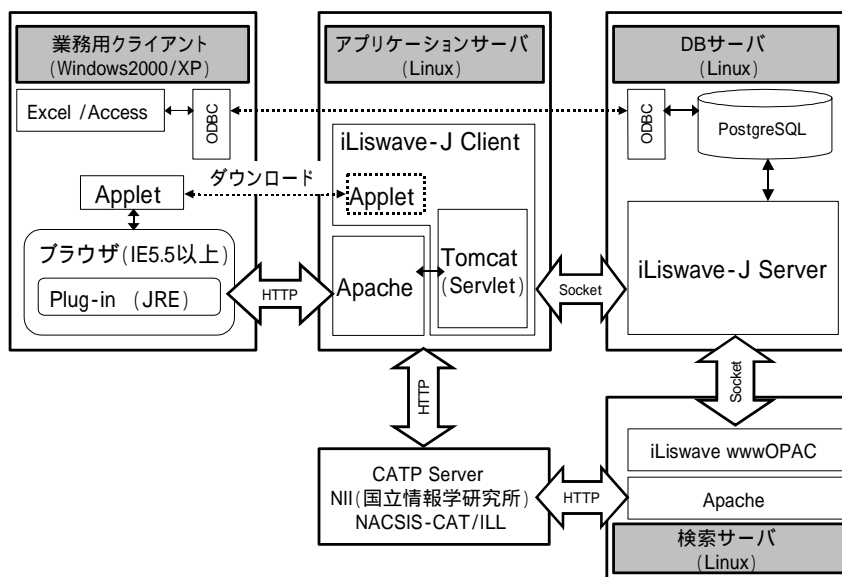 業務用クライアント
(Windows2000/XP)
Excel /Access
ODBC
Applet
ダウンロード
ブラウザ(IE5.5以上)
Plug-in (JRE)
HTTP
アプリケーションサーバ
(Linux)
iLiswave-J Client
Applet
Apache
Tomcat
(Servlet)
Socket
DBサーバ
(Linux)
ODBC
PostgreSQL
iLiswave-J Server
HTTP
Socket
CATP Server
NII(国立情報学研究所)
NACSIS-CAT/ILL
HTTP
iLiswave wwwOPAC
Apache
検索サーバ
(Linux)